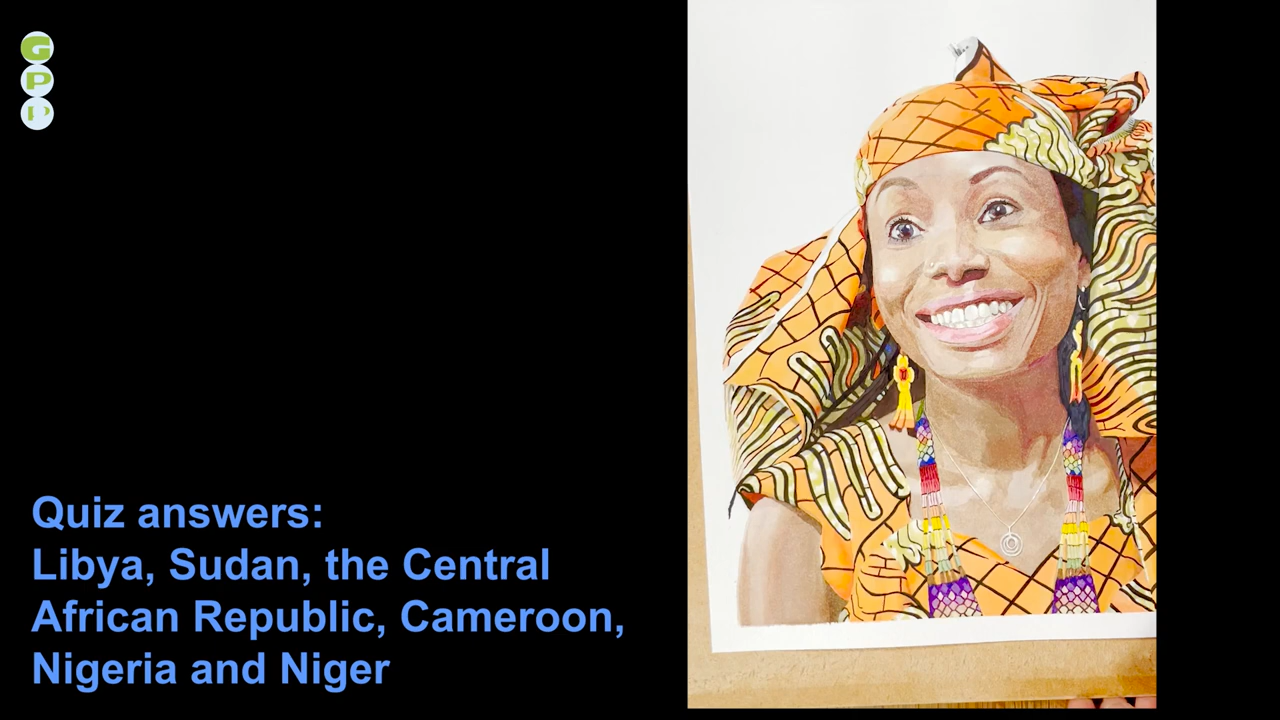 G
P
P
Quiz answers:
Libya, Sudan, the Central
African Republic, Cameroon,
Nigeria and Niger